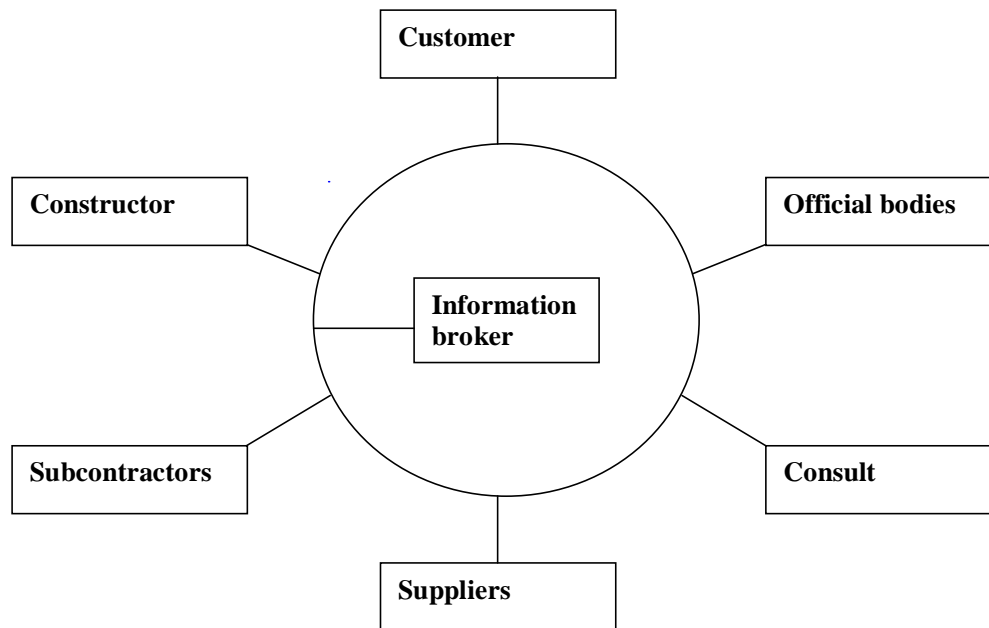 Customer
Constructor
Official bodies
Information
broker
Subcontractors
Consult
Suppliers